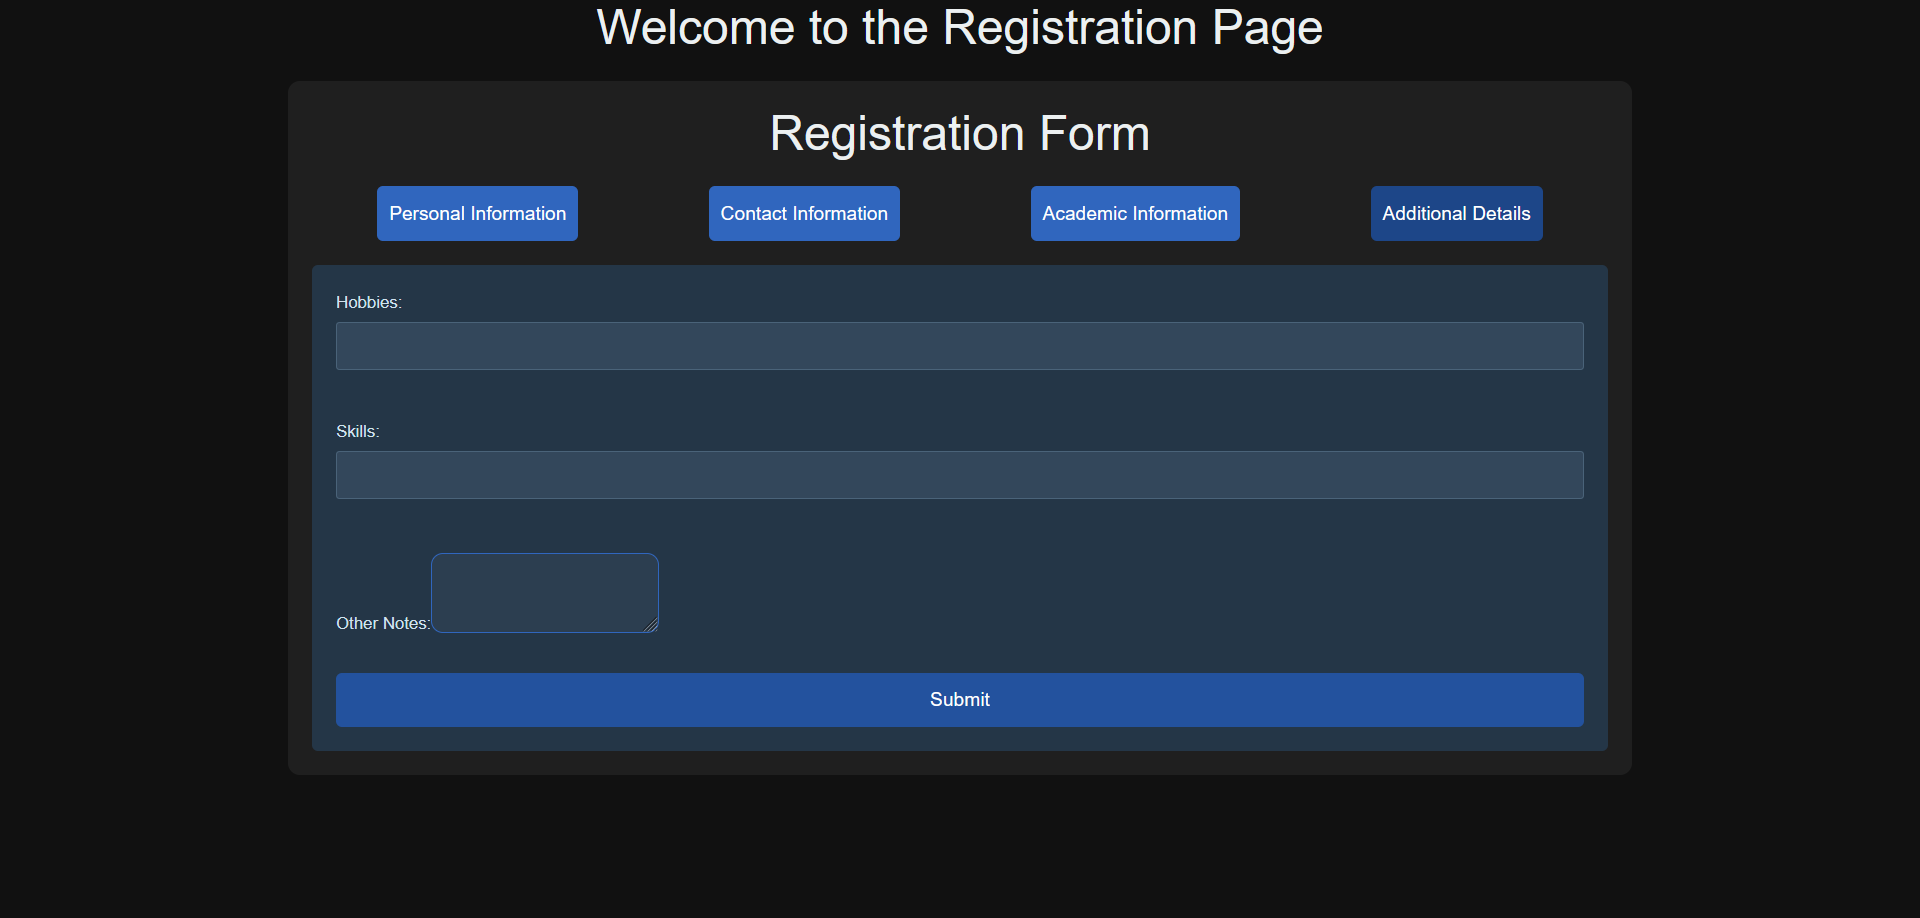 Welcome to the Registration Page
Registration Form
Personal Information
Contact Information
Academic Information
Additional Details
Hobbies:
Skills:
Other Notes:
Submit